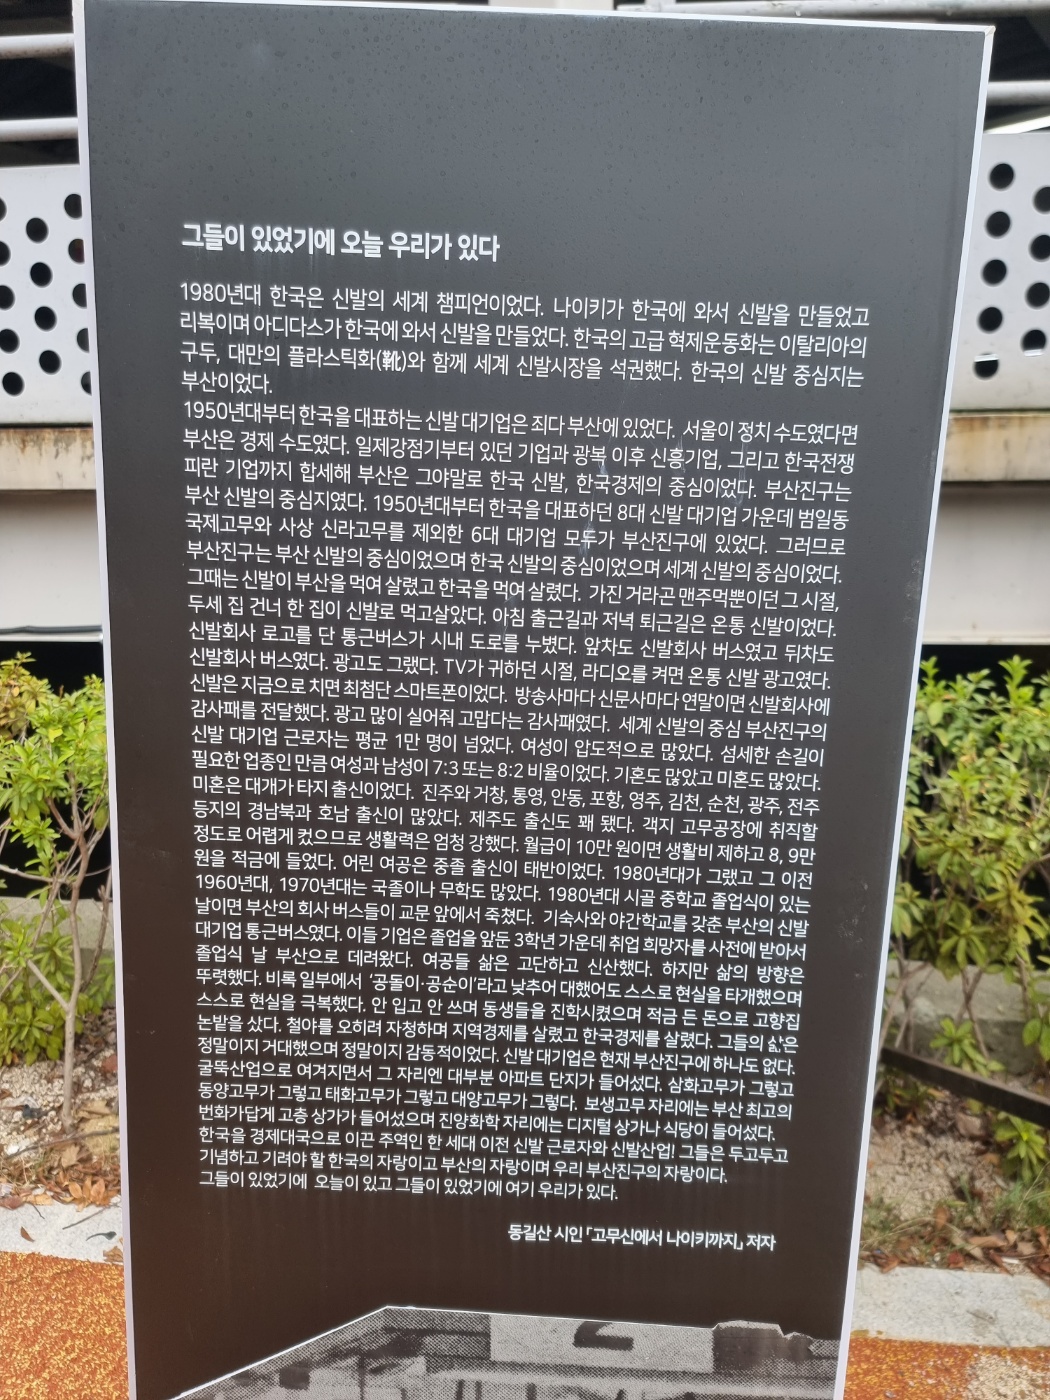 그들이 있었기에 오늘 우리가 있다
1980년대 한국은 신발의 세계 챔피언이었다. 나이키가 한국에 와서 신발을 만들었고
리복이며 아디다스가 한국에 와서 신발을 만들었다. 한국의 고급 혁제운동화는 이탈리아의
구두, 대만의 플라스틱화(靴)와 함께 세계 신발시장을 석권했다. 한국의 신발 중심지는
부산이었다.
1950년대부터 한국을 대표하는 신발 대기업은 죄다 부산에 있었다. 서울이 정치 수도였다면
부산은 경제 수도였다. 일제강점기부터 있던 기업과 광복 이후 신흥기업, 그리고 한국전쟁
피란 기업까지 합세해 부산은 그야말로 한국 신발, 한국경제의 중심이었다. 부산진구는
부산 신발의 중심지였다. 1950년대부터 한국을 대표하던 8대 신발 대기업 가운데 범일동
국제고무와 사상 신라고무를 제외한 6대 대기업 모두가 부산진구에 있었다. 그러므로
부산진구는 부산 신발의 중심이었으며 한국 신발의 중심이었으며 세계 신발의 중심이었다.
그때는 신발이 부산을 먹여 살렸고 한국을 먹여 살렸다. 가진 거라곤 맨주먹뿐이던 그 시절,
두세 집 건너 한 집이 신발로 먹고살았다. 아침 출근길과 저녁 퇴근길은 온통 신발이었다.
신발회사 로고를 단 통근버스가 시내 도로를 누볐다. 앞차도 신발회사 버스였고 뒤차도
신발회사 버스였다. 광고도 그랬다. TV가 귀하던 시절, 라디오를 켜면 온통 신발 광고였다.
신발은 지금으로 치면 최첨단 스마트폰이었다. 방송사마다 신문사마다 연말이면 신발회사에
감사패를 전달했다. 광고 많이 실어줘 고맙다는 감사패였다. 세계 신발의 중심 부산진구의
신발 대기업 근로자는 평균 1만 명이 넘었다. 여성이 압도적으로 많았다. 섬세한 손길이
필요한 업종인 만큼 여성과 남성이 7:3 또는 8:2 비율이었다. 기혼도 많았고 미혼도 많았다.
미혼은 대개가 타지 출신이었다. 진주와 거창, 통영, 안동, 포항, 영주, 김천, 순천, 광주, 전주
등지의 경남북과 호남 출신이 많았다. 제주도 출신도 꽤 됐다. 객지 고무공장에 취직할
정도로 어렵게 컸으므로 생활력은 엄청 강했다. 월급이 10만 원이면 생활비 제하고 8, 9만
원을 적금에 들었다. 어린 여공은 중졸 출신이 태반이었다. 1980년대가 그랬고 그 이전
1960년대, 1970년대는 국졸이나 무학도 많았다. 1980년대 시골 중학교 졸업식이 있는
날이면 부산의 회사 버스들이 교문 앞에서 죽쳤다. 기숙사와 야간학교를 갖춘 부산의 신발
대기업 통근버스였다. 이들 기업은 졸업을 앞둔 3학년 가운데 취업 희망자를 사전에 받아서
졸업식 날 부산으로 데려왔다. 여공들 삶은 고단하고 신산했다. 하지만 삶의 방향은
뚜렷했다. 비록 일부에서 ‘공돌이·공순이’라고 낮추어 대했어도 스스로 현실을 타개했으며
스스로 현실을 극복했다. 안 입고 안 쓰며 동생들을 진학시켰으며 적금 든 돈으로 고향집
논밭을 샀다. 철야를 오히려 자청하며 지역경제를 살렸고 한국경제를 살렸다. 그들의 삶은
정말이지 거대했으며 정말이지 감동적이었다. 신발 대기업은 현재 부산진구에 하나도 없다.
굴뚝산업으로 여겨지면서 그 자리엔 대부분 아파트 단지가 들어섰다. 삼화고무가 그렇고
동양고무가 그렇고 태화고무가 그렇고 대양고무가 그렇다. 보생고무 자리에는 부산 최고의
번화가답게 고층 상가가 들어섰으며 진양화학 자리에는 디지털 상가나 식당이 들어섰다.
한국을 경제대국으로 이끈 주역인 한 세대 이전 신발 근로자와 신발산업! 그들은 두고두고
기념하고 기려야 할 한국의 자랑이고 부산의 자랑이며 우리 부산진구의 자랑이다.
그들이 있었기에 오늘이 있고 그들이 있었기에 여기 우리가 있다.
동길산 시인 「고무신에서 나이키까지」 저자
2